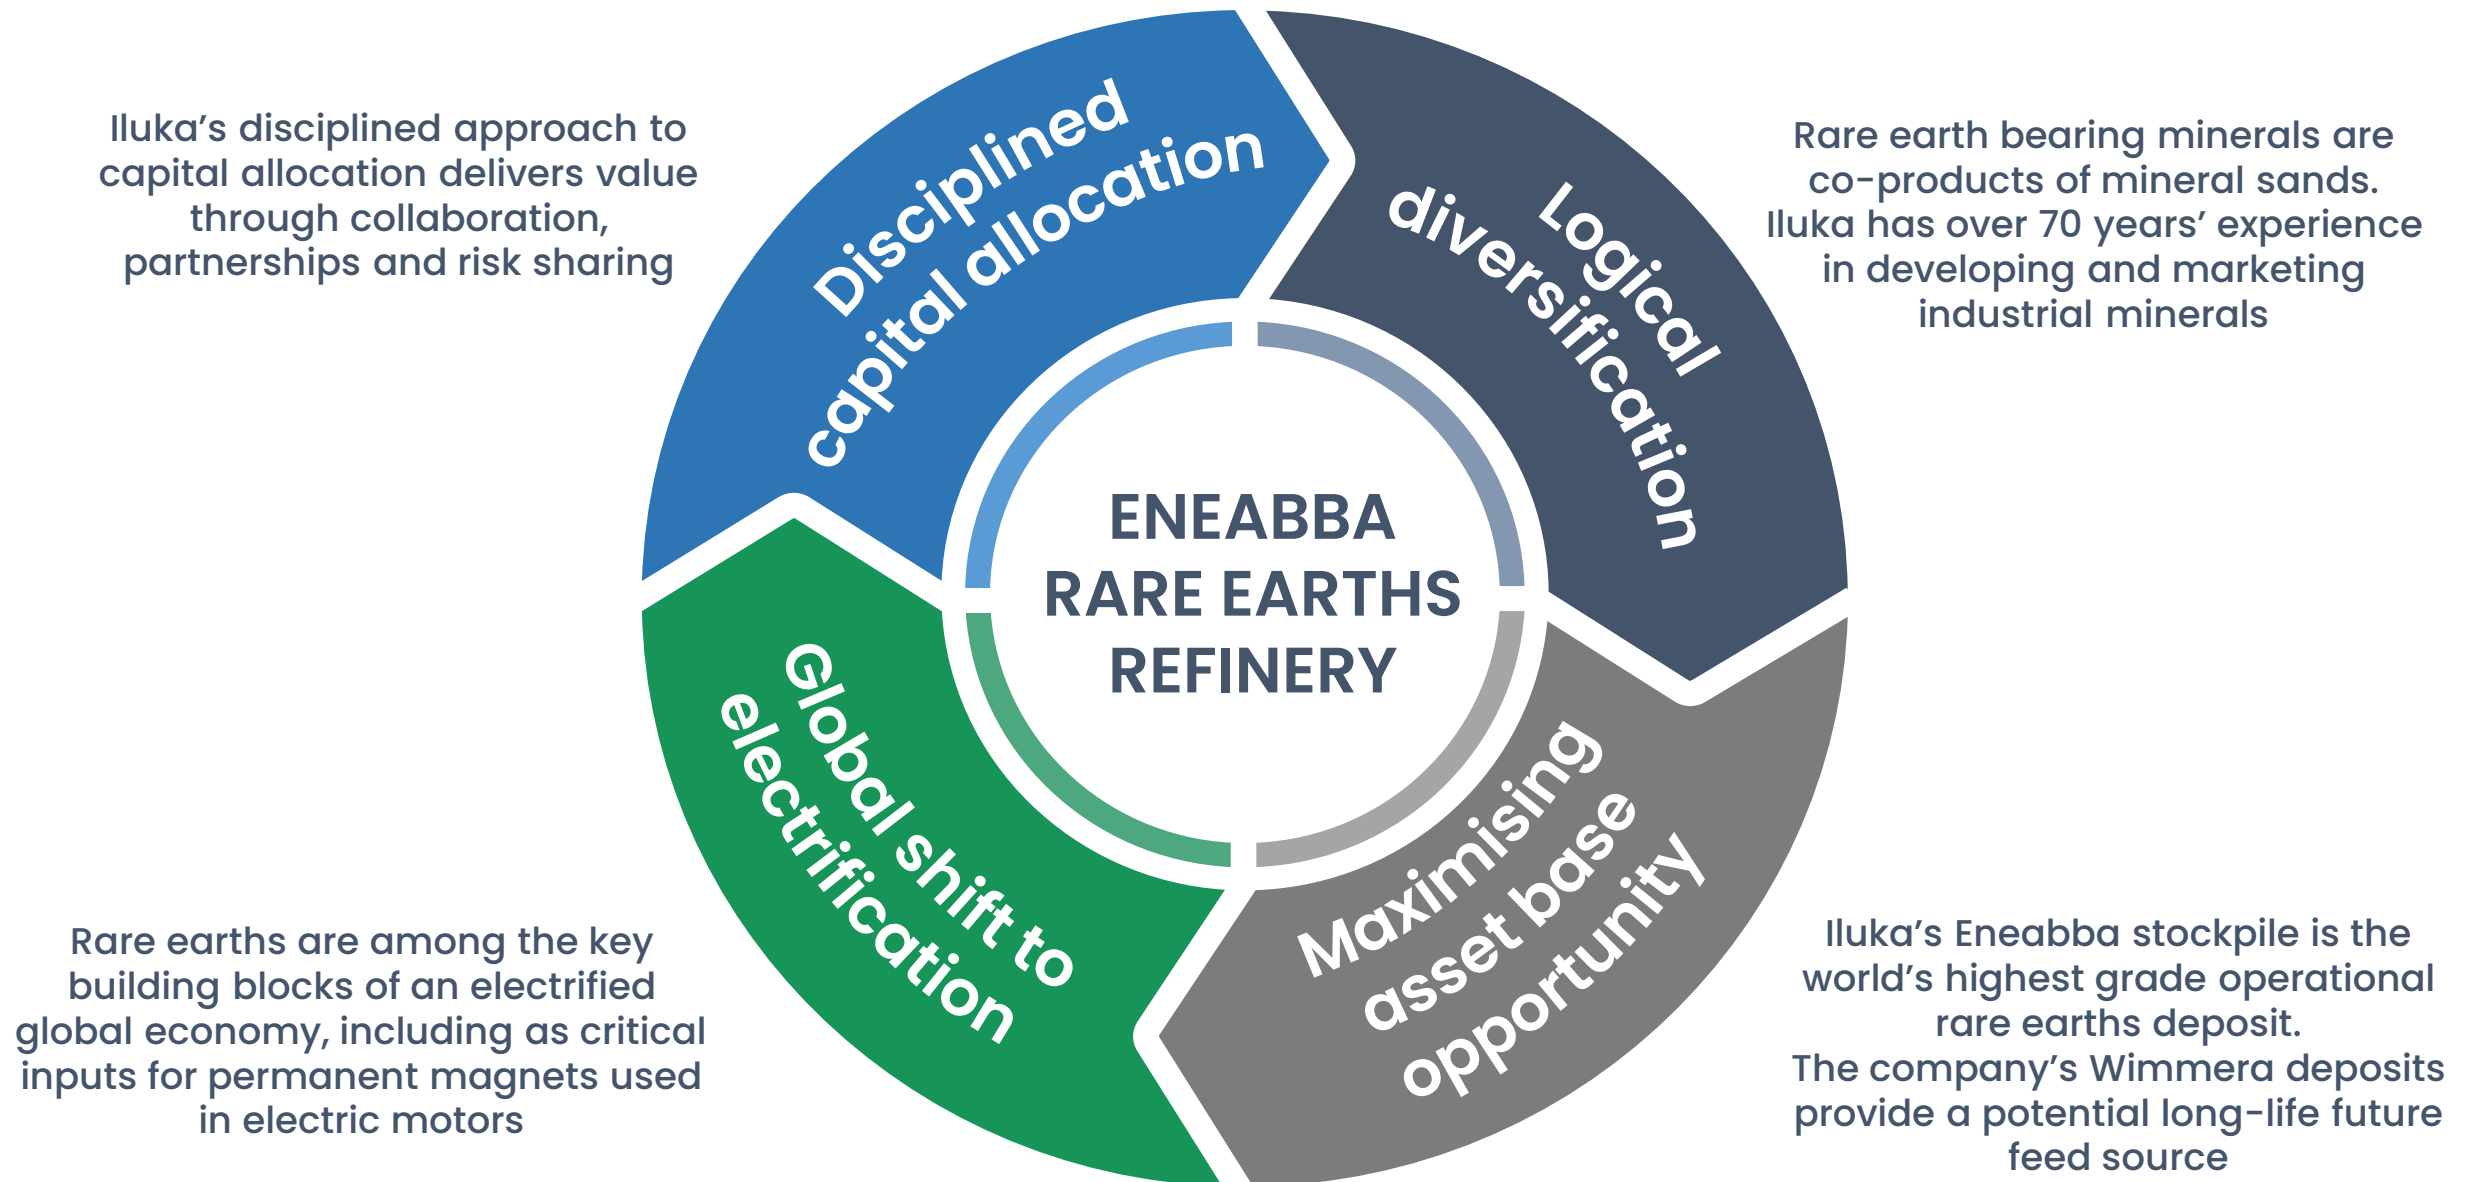 Iluka’s disciplined approach to
capital allocation delivers value
through collaboration,
partnerships and risk sharing
Disciplined
capital allocation
Logical
diversification
Rare earth bearing minerals are
co-products of mineral sands.
Iluka has over 70 years’ experience
in developing and marketing
industrial minerals
ENEABBA
RARE EARTHS
REFINERY
Global shift to
electrification
Maximising
asset base
opportunity
Rare earths are among the key
building blocks of an electrified
global economy, including as critical
inputs for permanent magnets used
in electric motors
Iluka’s Eneabba stockpile is the
world’s highest grade operational
rare earths deposit.
The company’s Wimmera deposits
provide a potential long-life future
feed source